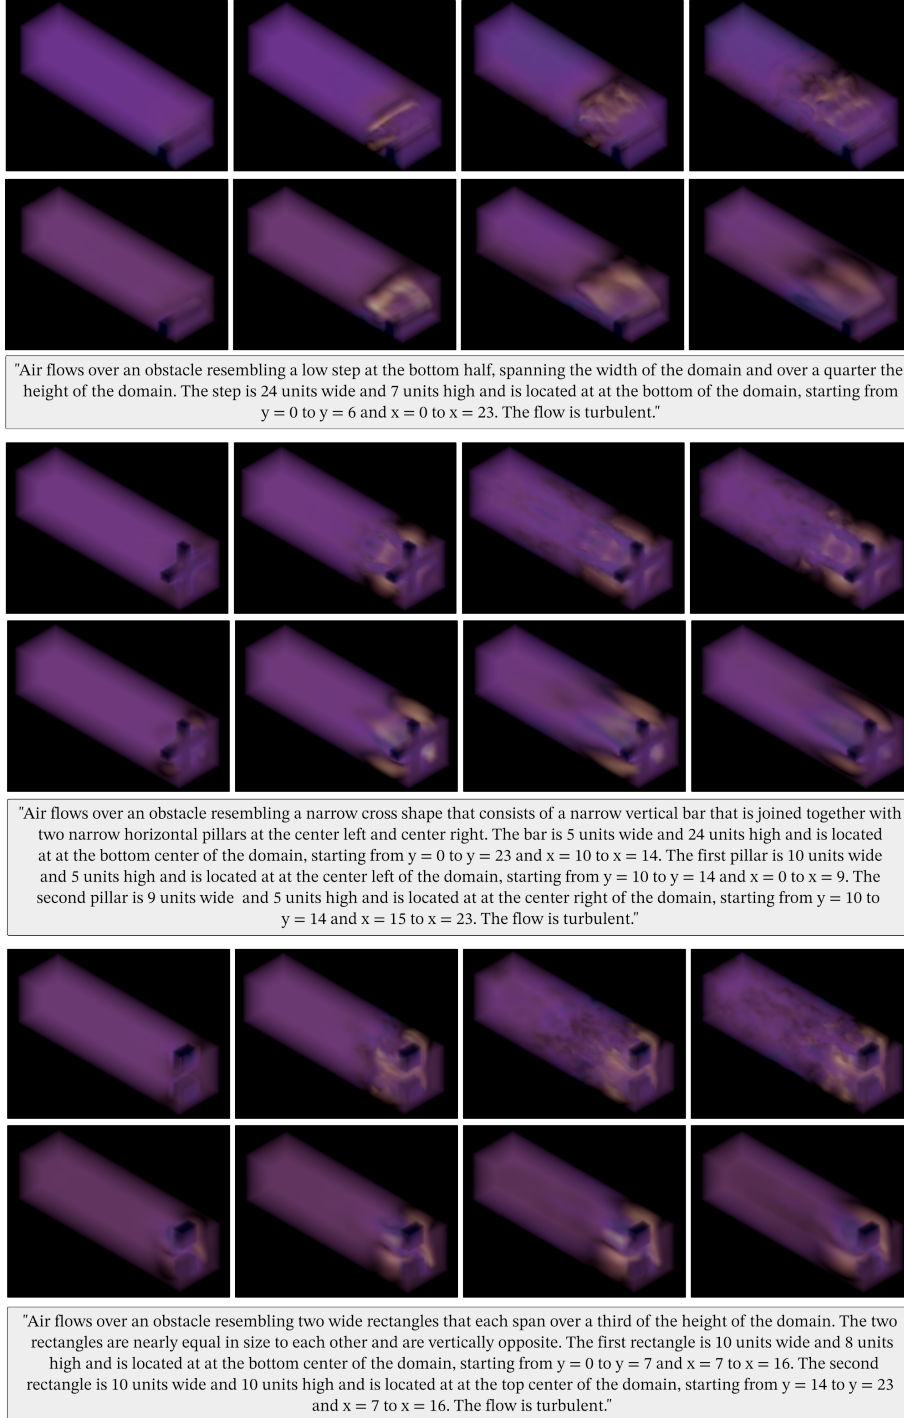 "Air flows over an obstacle resembling a low step at the bottom half, spanning the width of the domain and over a quarter the
height of the domain. The step is 24 units wide and 7 units high and is located at at the bottom of the domain, starting from
y = 0 to y = 6 and x = 0 to x = 23. The flow is turbulent."
"Air flows over an obstacle resembling a narrow cross shape that consists of a narrow vertical bar that is joined together with
two narrow horizontal pillars at the center left and center right. The bar is 5 units wide and 24 units high and is located
at at the bottom center of the domain, starting from y = 0 to y = 23 and x = 10 to x = 14. The first pillar is 10 units wide
and 5 units high and is located at at the center left of the domain, starting from y = 10 to y = 14 and x = 0 to x = 9. The
second pillar is 9 units wide  and 5 units high and is located at at the center right of the domain, starting from y = 10 to
y = 14 and x = 15 to x = 23. The flow is turbulent."
"Air flows over an obstacle resembling two wide rectangles that each span over a third of the height of the domain. The two
rectangles are nearly equal in size to each other and are vertically opposite. The first rectangle is 10 units wide and 8 units
high and is located at at the bottom center of the domain, starting from y = 0 to y = 7 and x = 7 to x = 16. The second
rectangle is 10 units wide and 10 units high and is located at at the top center of the domain, starting from y = 14 to y = 23
and x = 7 to x = 16. The flow is turbulent."